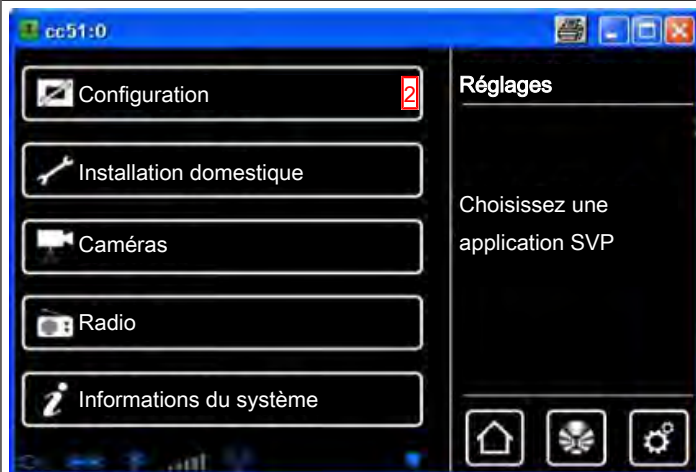 cc51:0
Configuration 2
Installation domestique
Caméras
Radio
Informations du système
Réglages
Choisissez une
application SVP